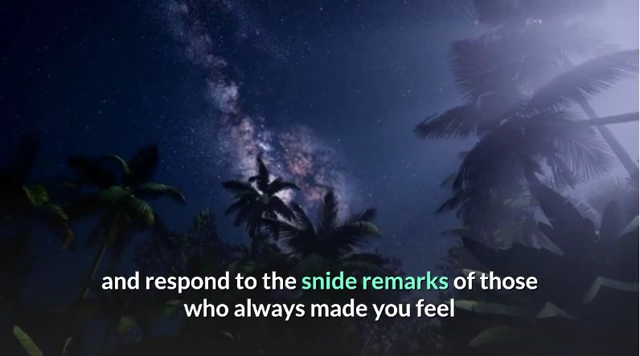 and respond to the snide remarks of those
who always made you feel